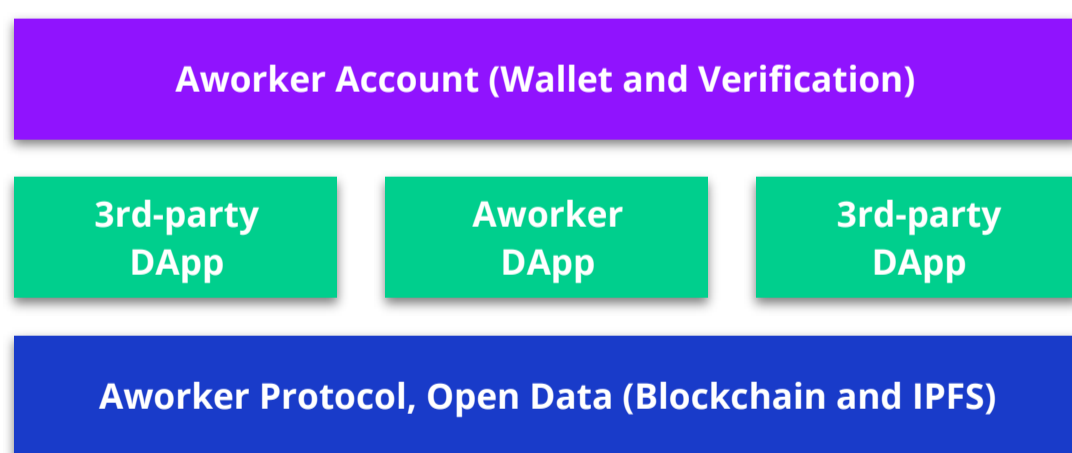 Aworker Account (Wallet and Verification)
3rd-party
DApp
Aworker
DApp
3rd-party
DApp
Aworker Protocol, Open Data (Blockchain and IPFS)